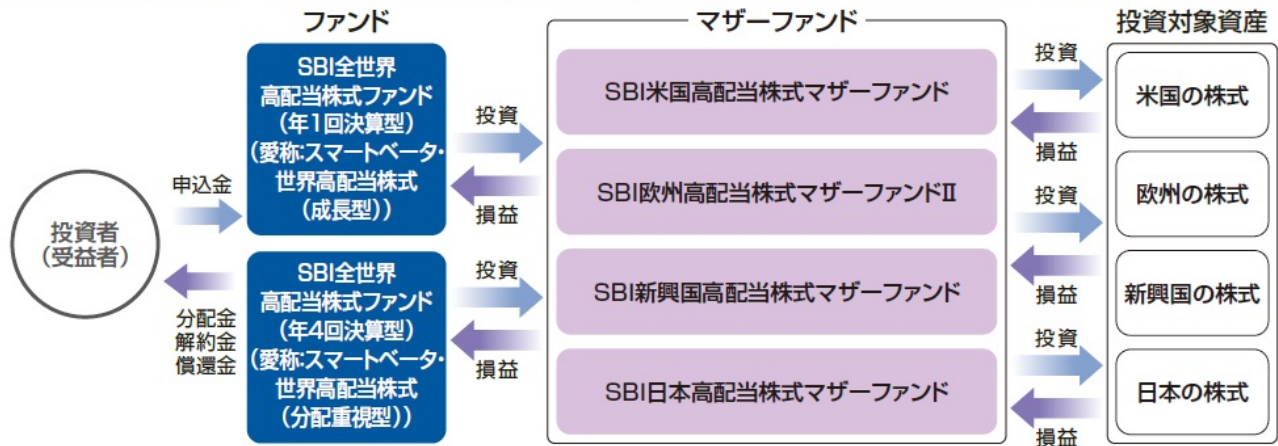 ファンド
マザーファンド
投資対象資産
投資者
（受益者）
申込金
分配金
解約金
償還金
SBI全世界
高配当株式ファンド
（年1回決算型）
（愛称：スマートベータ・
世界高配当株式
（成長型））
SBI全世界
高配当株式ファンド
（年4回決算型）
（愛称：スマートベータ・
世界高配当株式
（分配重視型））
投資
損益
投資
損益
SBI米国高配当株式マザーファンド
SBI欧州高配当株式マザーファンドⅡ
SBI新興国高配当株式マザーファンド
SBI日本高配当株式マザーファンド
投資
損益
投資
損益
投資
損益
米国の株式
欧州の株式
新興国の株式
日本の株式